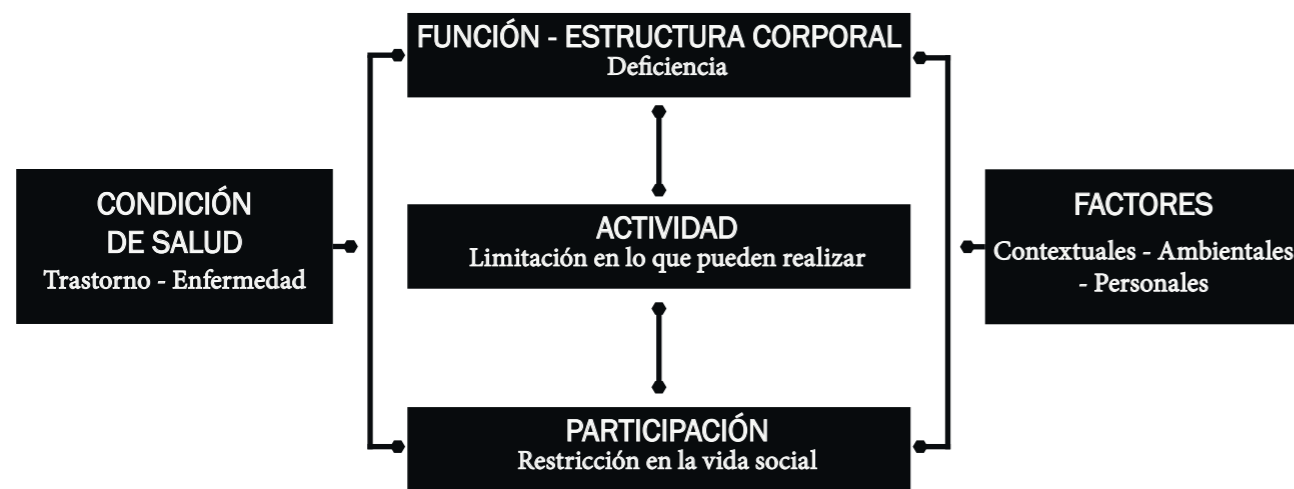 FUNCIÓN - ESTRUCTURA CORPORAL
Deficiencia
CONDICIÓN
DE SALUD
Trastorno - Enfermedad
ACTIVIDAD
Limitación en lo que pueden realizar
FACTORES
Contextuales - Ambientales
- Personales
PARTICIPACIÓN
Restricción en la vida social